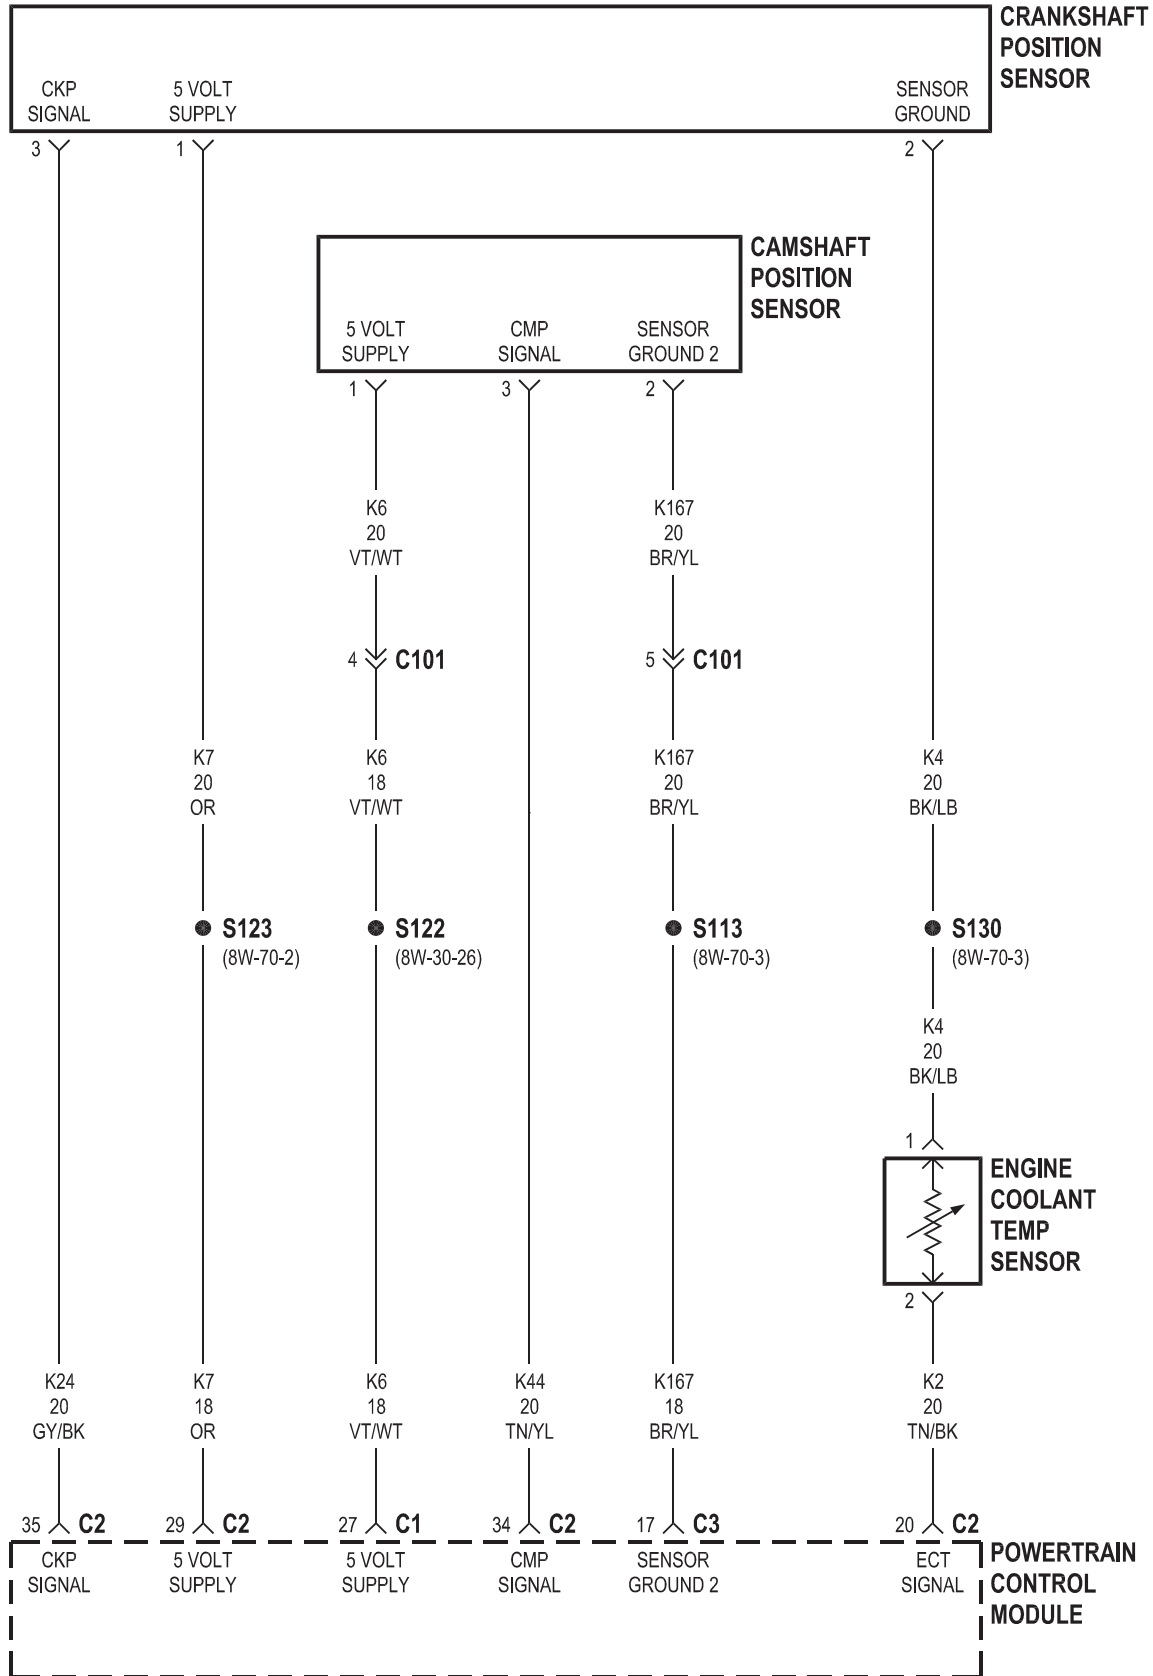 CRANKSHAFT
POSITION
SENSOR
CKP
SIGNAL
5 VOLT
SUPPLY
SENSOR
GROUND
3
1
2
CAMSHAFT
POSITION
SENSOR
5 VOLT
SUPPLY
CMP
SIGNAL
SENSOR
GROUND 2
1
3
2
K6
20
VT/WT
K167
20
BR/YL
4 C101
5 C101
K7
20
OR
K6
18
VT/WT
K167
20
BR/YL
K4
20
BK/LB
S123
(8W-70-2)
S122
(8W-30-26)
S113
(8W-70-3)
S130
(8W-70-3)
K4
20
BK/LB
1
ENGINE
COOLANT
TEMP
SENSOR
2
K24
20
GY/BK
K7
18
OR
K6
18
VT/WT
K44
20
TN/YL
K167
18
BR/YL
K2
20
TN/BK
35 C2
29 C2
27 C1
34 C2
17 C3
20 C2
CKP
SIGNAL
5 VOLT
SUPPLY
5 VOLT
SUPPLY
CMP
SIGNAL
SENSOR
GROUND 2
ECT
SIGNAL
POWERTRAIN
CONTROL
MODULE